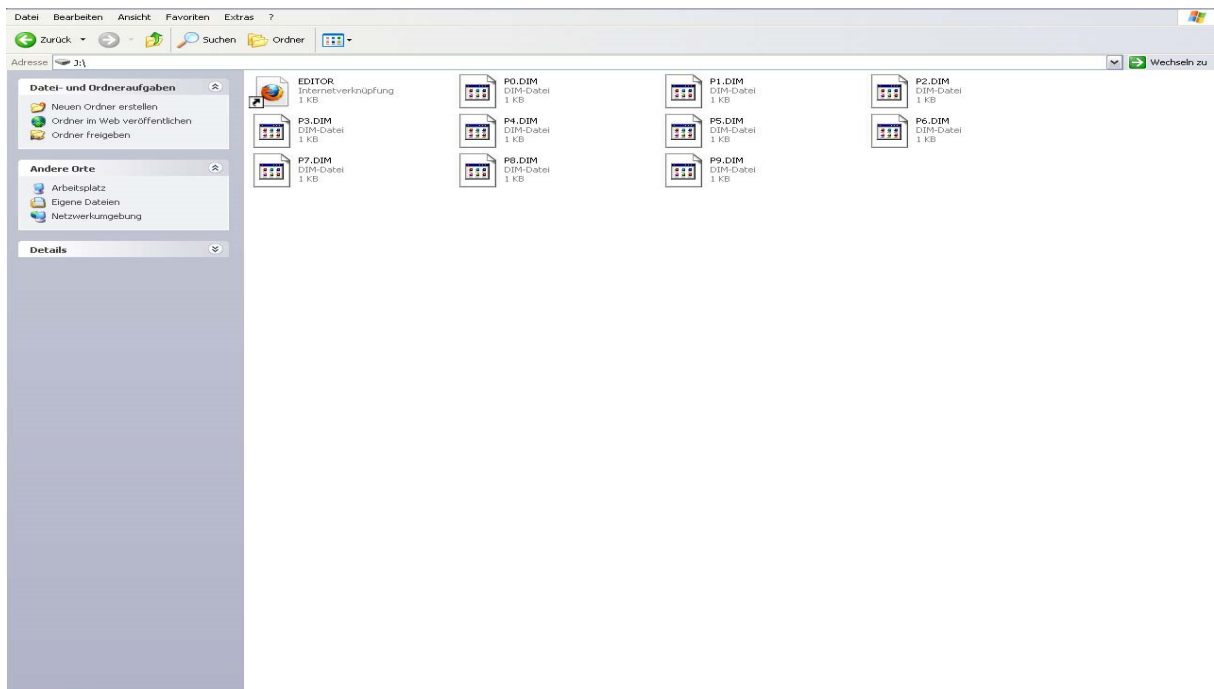 Datei Bearbeiten Ansicht Favoriten Extras ?
Zurück Suchen Ordner
Adresse J:\ Wechseln zu
Datei- und Ordneraufgaben
Neuen Ordner erstellen
Ordner im Web veröffentlichen
Ordner freigeben
Andere Orte
Arbeitsplatz
Eigene Dateien
Netzwerkumgebung
Details
EDITOR
Internetverknüpfung
1 KB
P0.DIM
DIM-Datei
1 KB
P1.DIM
DIM-Datei
1 KB
P2.DIM
DIM-Datei
1 KB
P3.DIM
DIM-Datei
1 KB
P4.DIM
DIM-Datei
1 KB
P5.DIM
DIM-Datei
1 KB
P6.DIM
DIM-Datei
1 KB
P7.DIM
DIM-Datei
1 KB
P8.DIM
DIM-Datei
1 KB
P9.DIM
DIM-Datei
1 KB